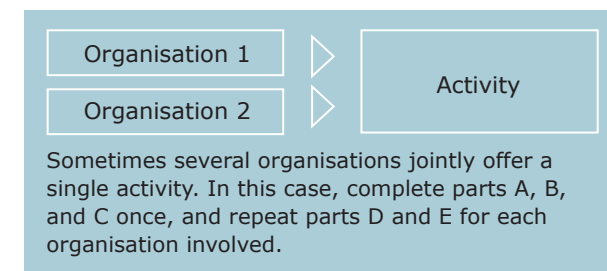 Organisation 1
Organisation 2
Activity
Sometimes several organisations jointly offer a
single activity. In this case, complete parts A, B,
and C once, and repeat parts D and E for each
organisation involved.